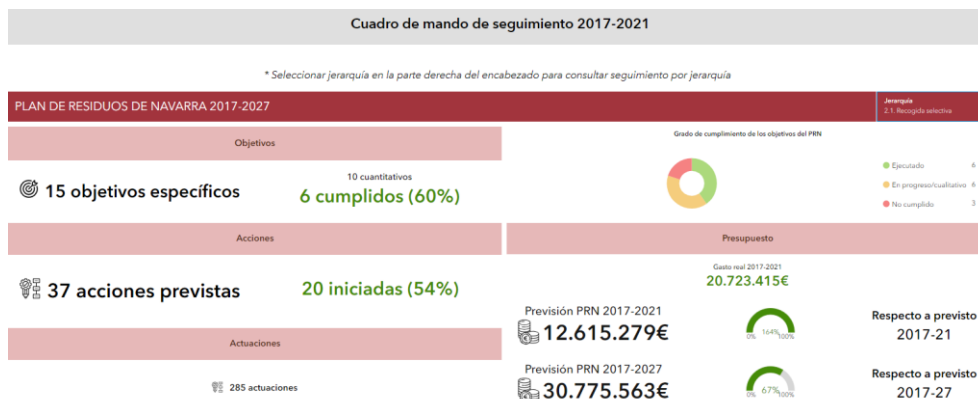 Cuadro de mando de seguimiento 2017-2021
* Seleccionar jerarquía en la parte derecha del encabezado para consultar seguimiento por jerarquía
PLAN DE RESIDUOS DE NAVARRA 2017-2027
Jerarquía
2.1. Recogida selectiva
Objetivos
15 objetivos específicos
10 cuantitativos
6 cumplidos (60%)
Grado de cumplimiento de los objetivos del PRN
Ejecutado 6
En progreso/cualitativo 6
No cumplido 3
Acciones
37 acciones previstas
20 iniciadas (54%)
Actuaciones
285 actuaciones
Presupuesto
Gasto real 2017-2021
20.723.415€
Previsión PRN 2017-2021
12.615.279€
0% 164% 100%
Respecto a previsto
2017-21
Previsión PRN 2017-2027
30.775.563€
0% 67% 100%
Respecto a previsto
2017-27